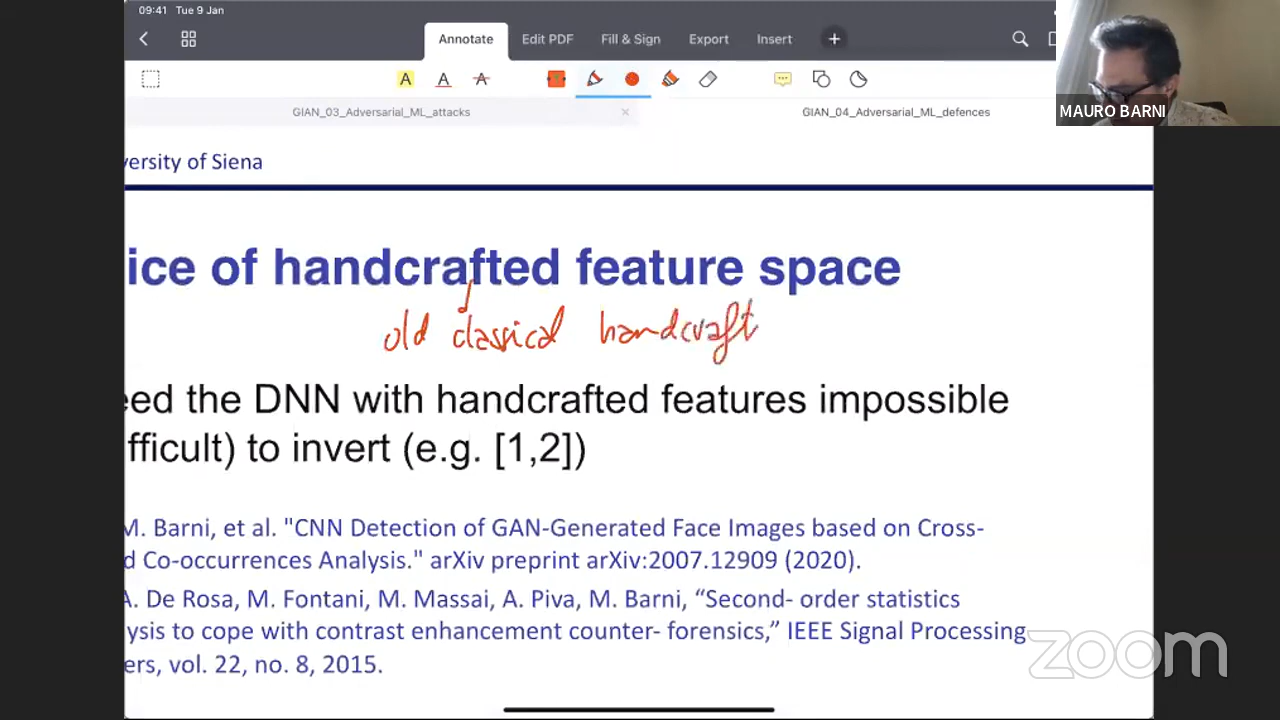 09:41 Tue 9 Jan
Annotate Edit PDF Fill & Sign Export Insert
A A A
GIAN_03_Adversarial_ML_attacks GIAN_04_Adversarial_ML_defences
MAURO BARNI
versity of Siena
ice of handcrafted feature space
old classical handcraft
eed the DNN with handcrafted features impossible
fficult) to invert (e.g. [1,2])
M. Barni, et al. "CNN Detection of GAN-Generated Face Images based on Cross-
d Co-occurrences Analysis." arXiv preprint arXiv:2007.12909 (2020).
A. De Rosa, M. Fontani, M. Massai, A. Piva, M. Barni, “Second- order statistics
ysis to cope with contrast enhancement counter- forensics,” IEEE Signal Processing
ers, vol. 22, no. 8, 2015.
zoom